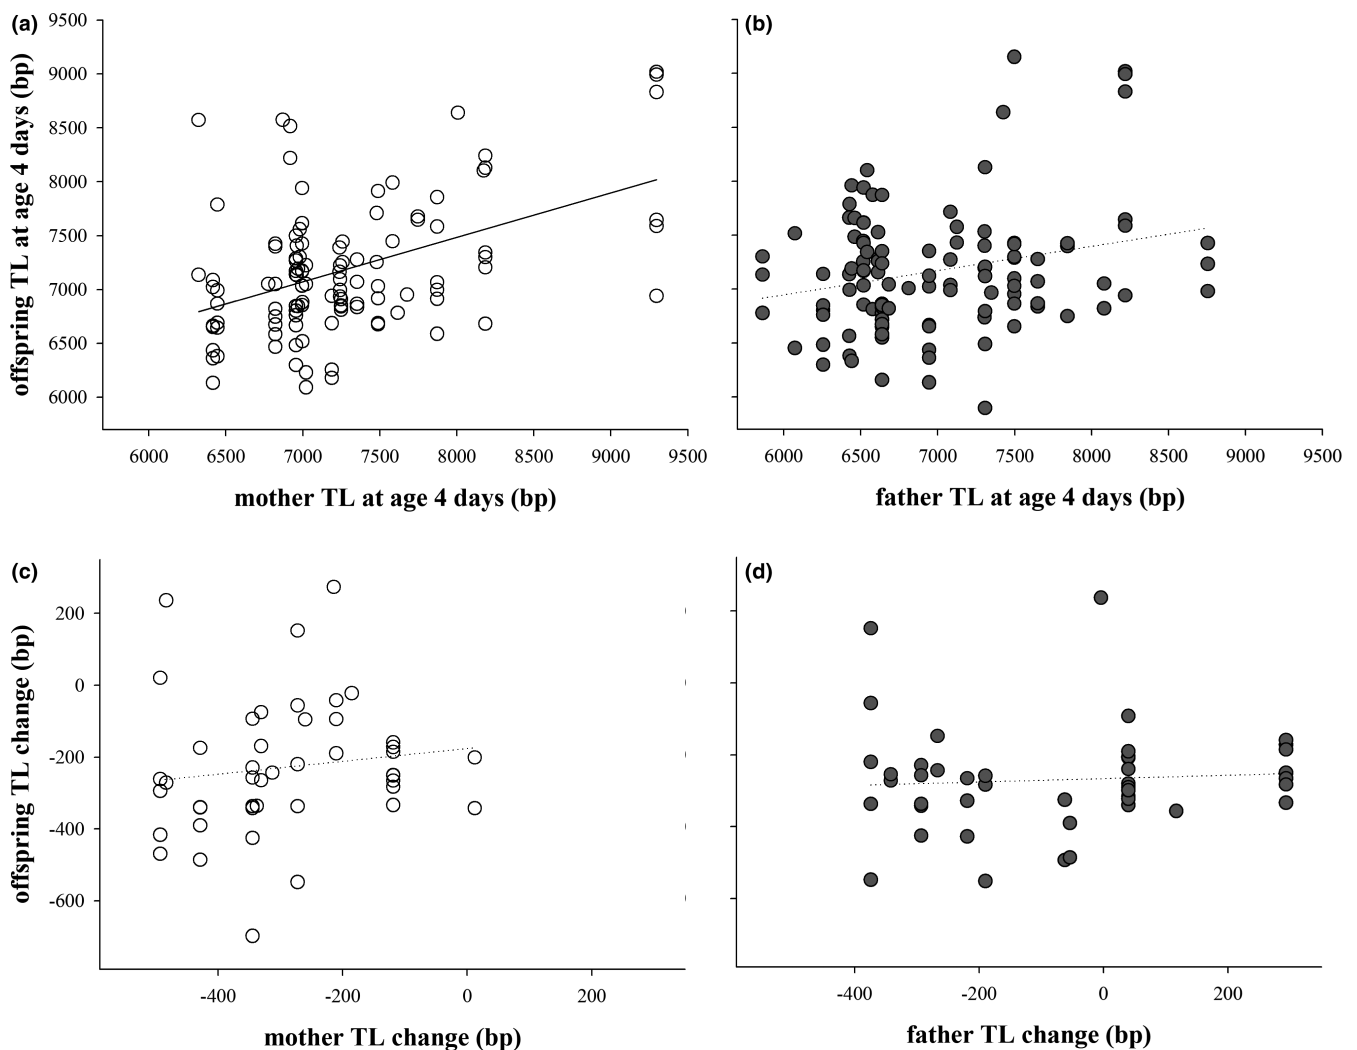 (a)
(b)
9500
9000
8500
8000
7500
7000
6500
6000
offspring TL at age 4 days (bp)
6000 6500 7000 7500 8000 8500 9000 9500
6000 6500 7000 7500 8000 8500 9000 9500
mother TL at age 4 days (bp)
father TL at age 4 days (bp)
(c)
(d)
200
0
-200
-400
-600
offspring TL change (bp)
-400 -200 0 200
-400 -200 0 200
mother TL change (bp)
father TL change (bp)